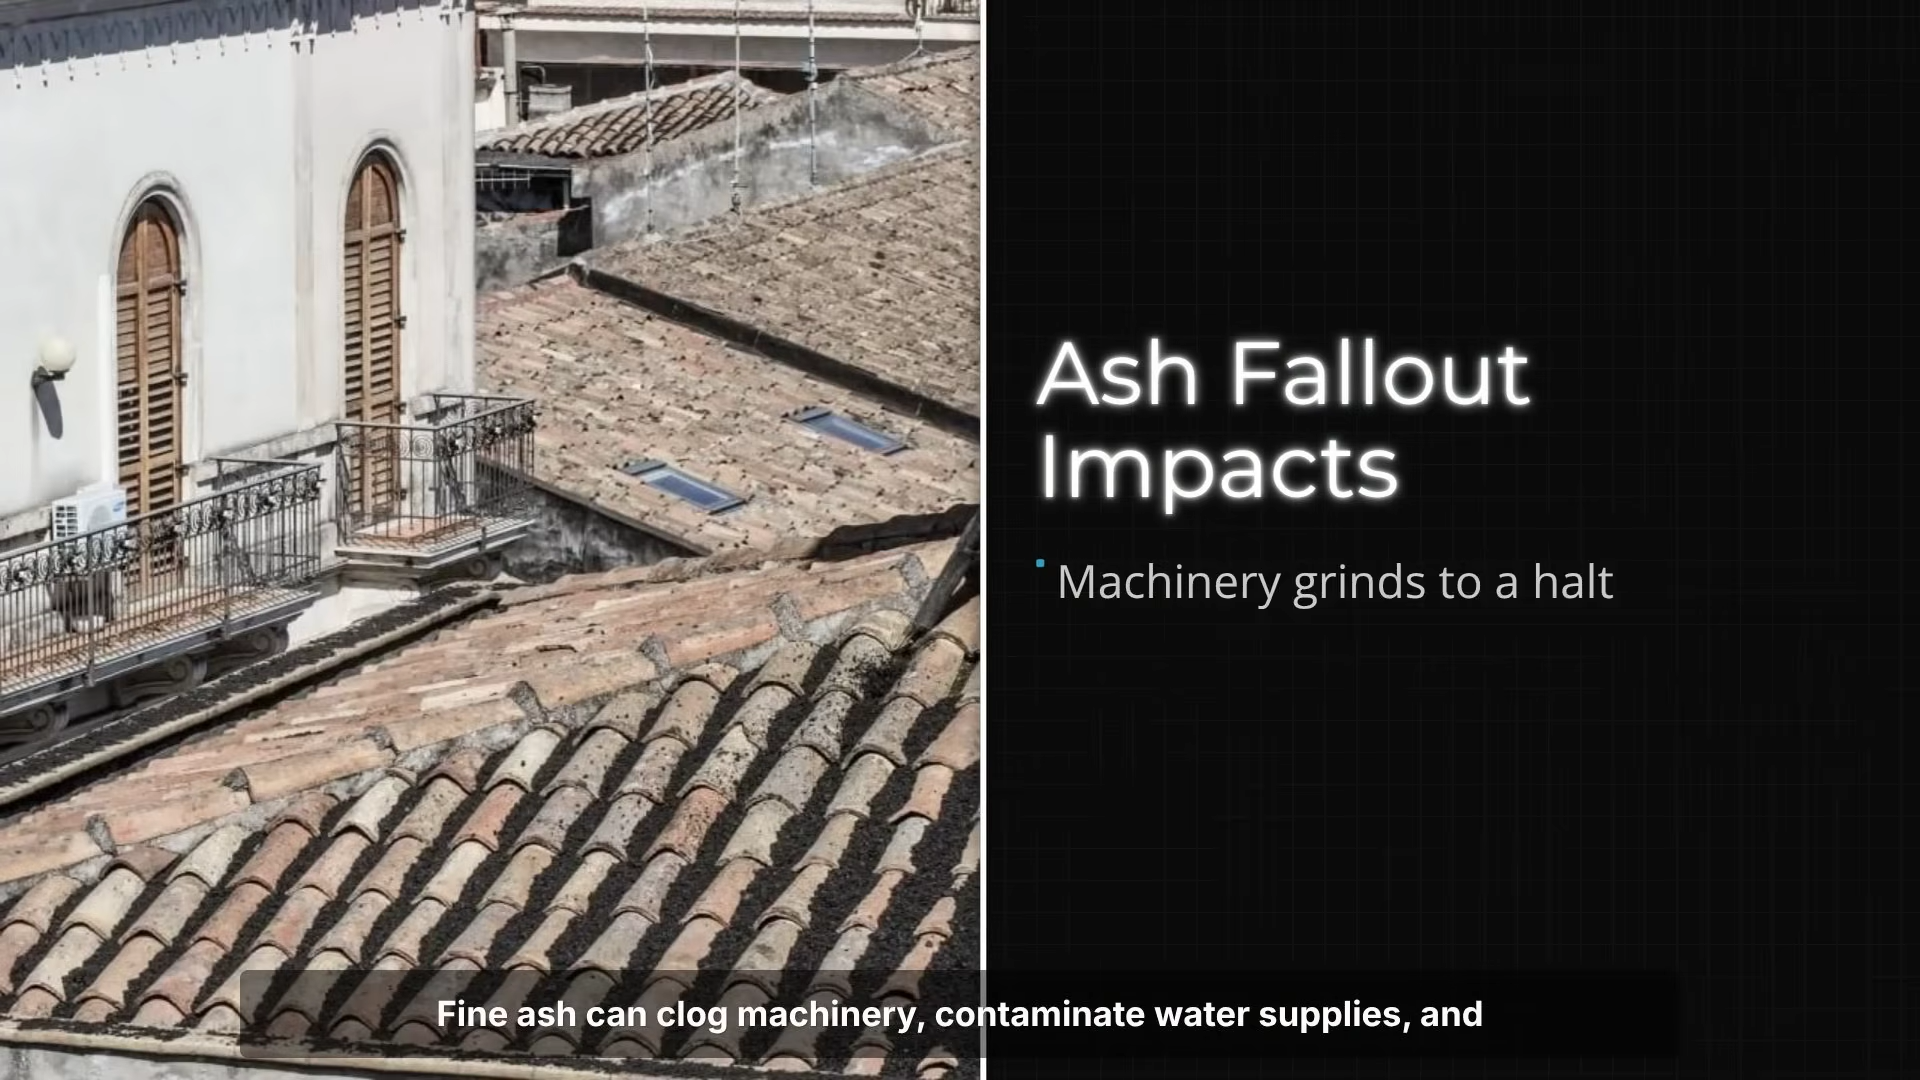 Ash Fallout
Impacts
Machinery grinds to a halt
Fine ash can clog machinery, contaminate water supplies, and